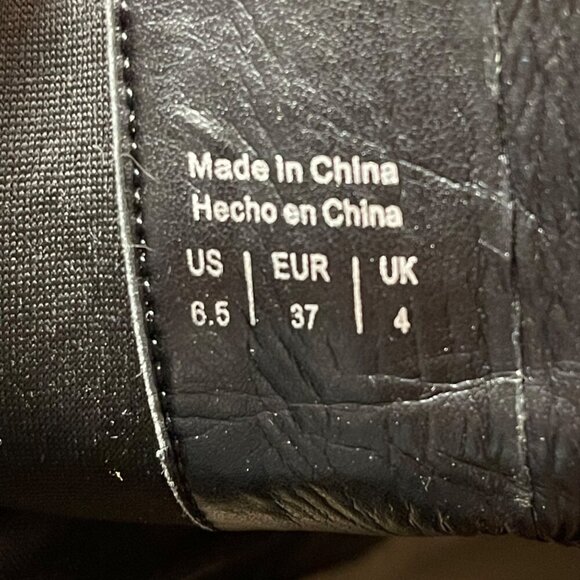 Made in China
Hecho en China
US | EUR | UK
6.5 | 37 | 4